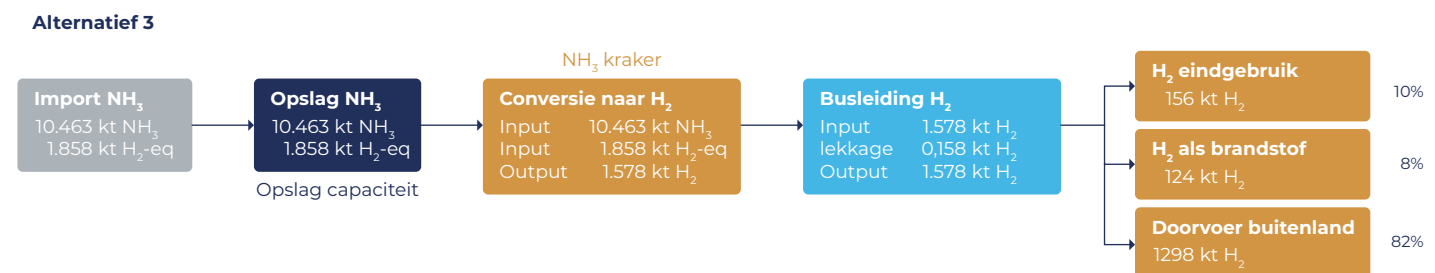 Alternatief 3
NH₃ kraker
Import NH₃
10.463 kt NH₃
1.858 kt H₂-eq
Opslag NH₃
10.463 kt NH₃
1.858 kt H₂-eq
Opslag capaciteit
Conversie naar H₂
Input 10.463 kt NH₃
Input 1.858 kt H₂-eq
Output 1.578 kt H₂
Busleiding H₂
Input 1.578 kt H₂
lekkage 0,158 kt H₂
Output 1.578 kt H₂
H₂ eindgebruik
156 kt H₂
10%
H₂ als brandstof
124 kt H₂
8%
Doorvoer buitenland
1298 kt H₂
82%